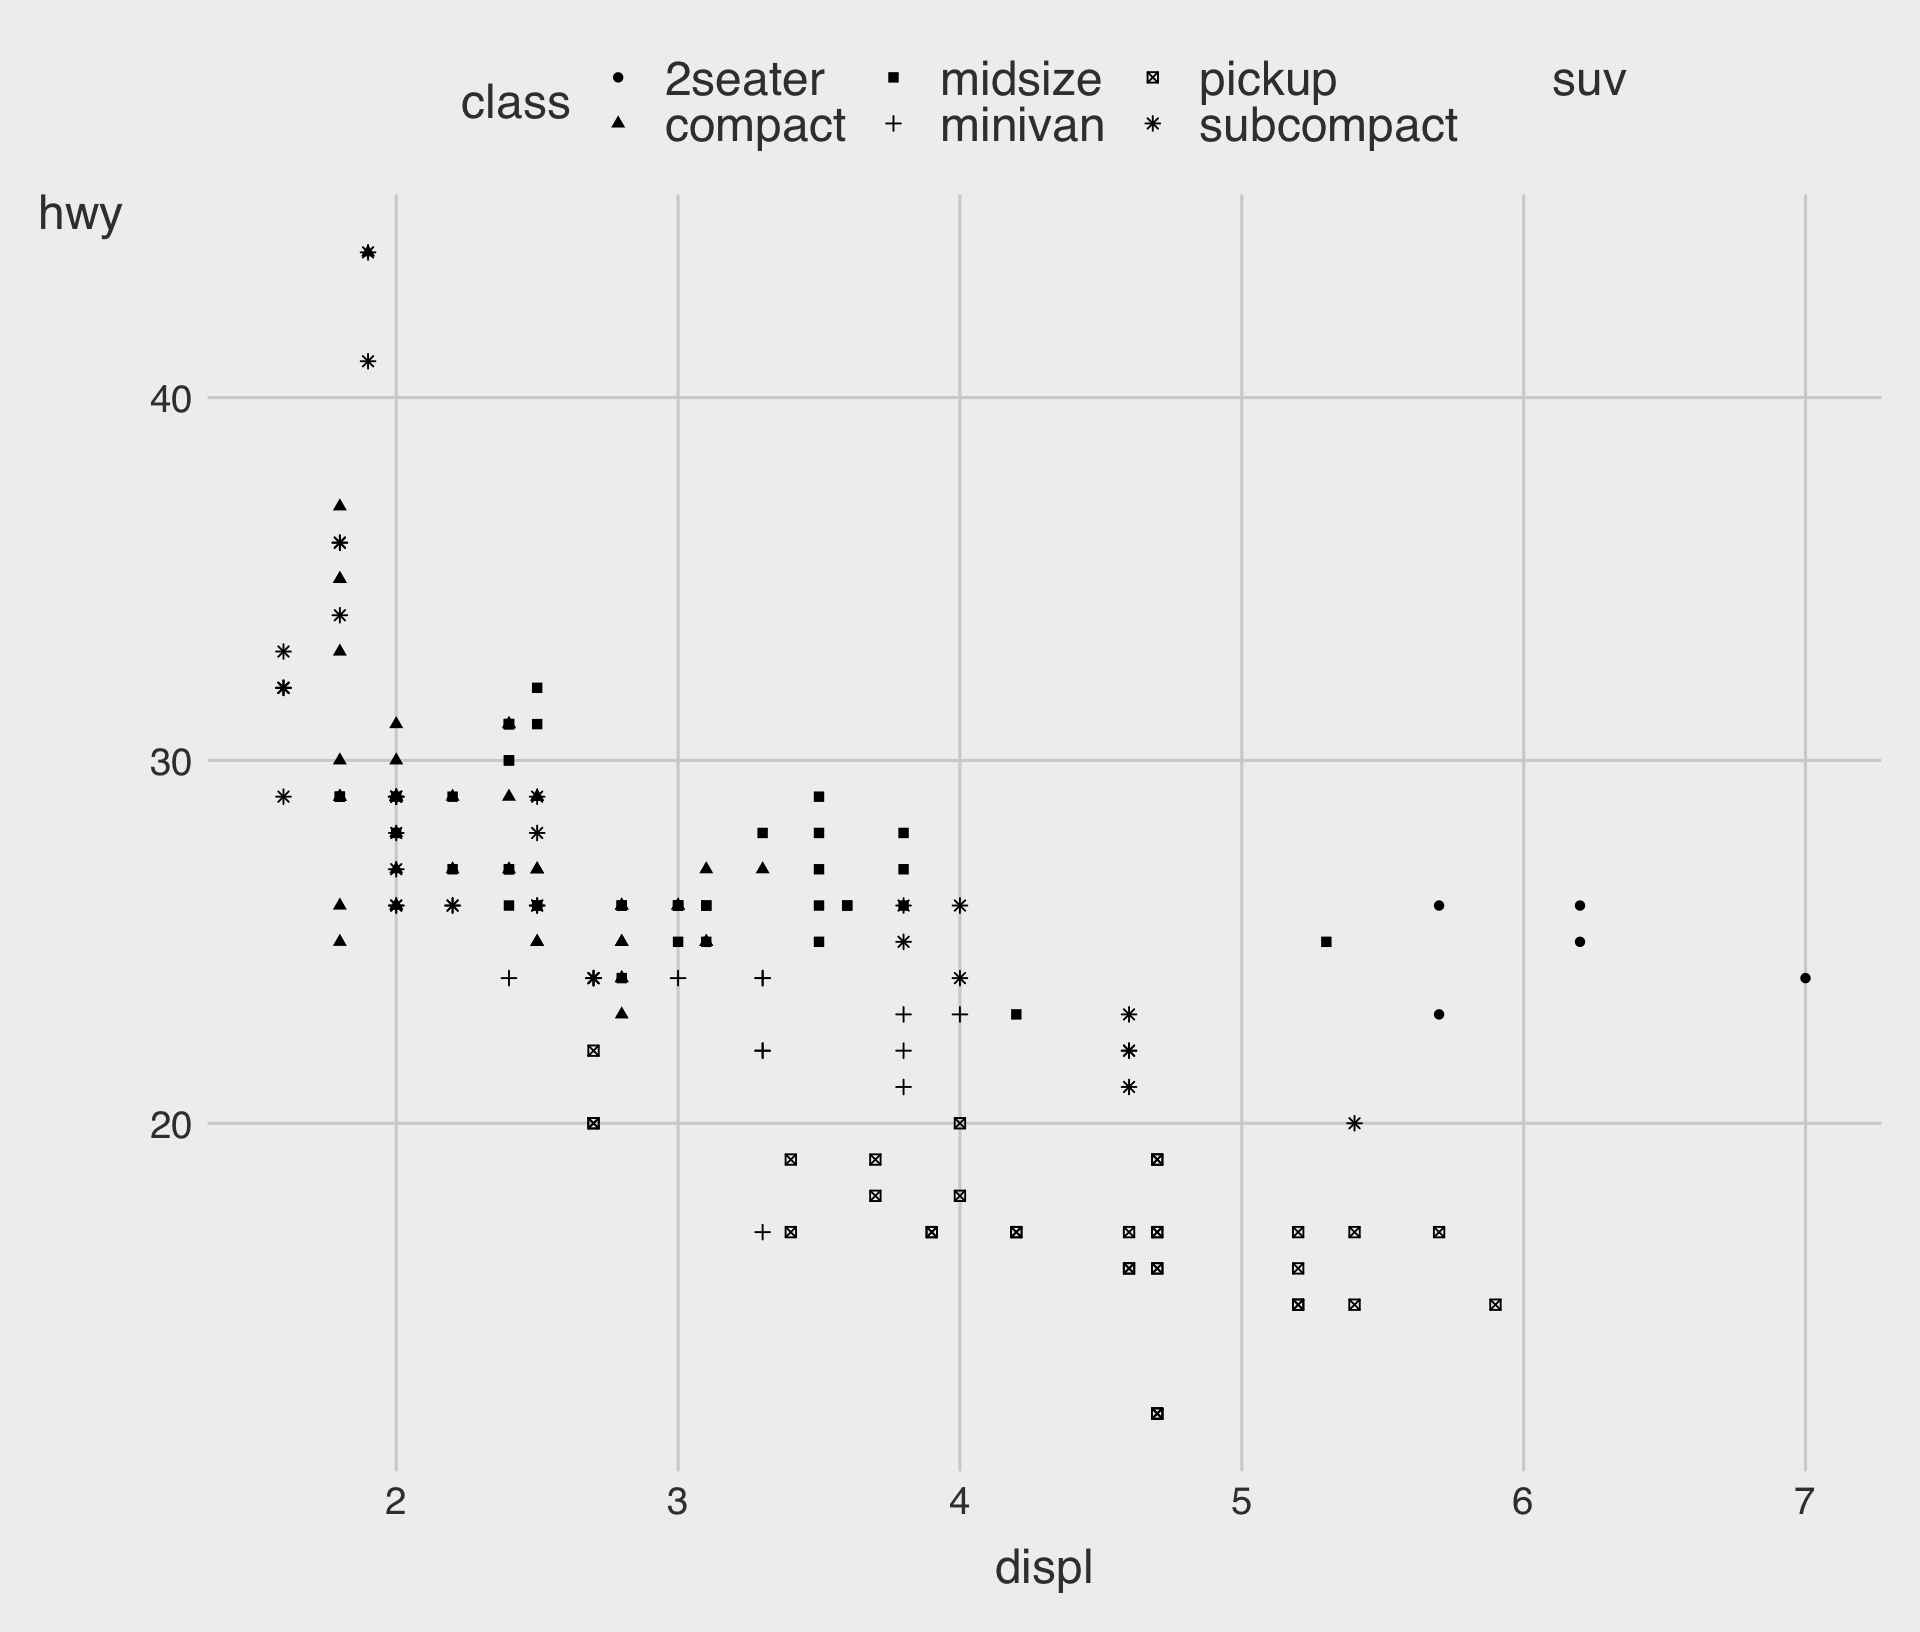 2seater midsize pickup suv
class
compact minivan subcompact
hwy
40
30
20
2 3 4 5 6 7
displ